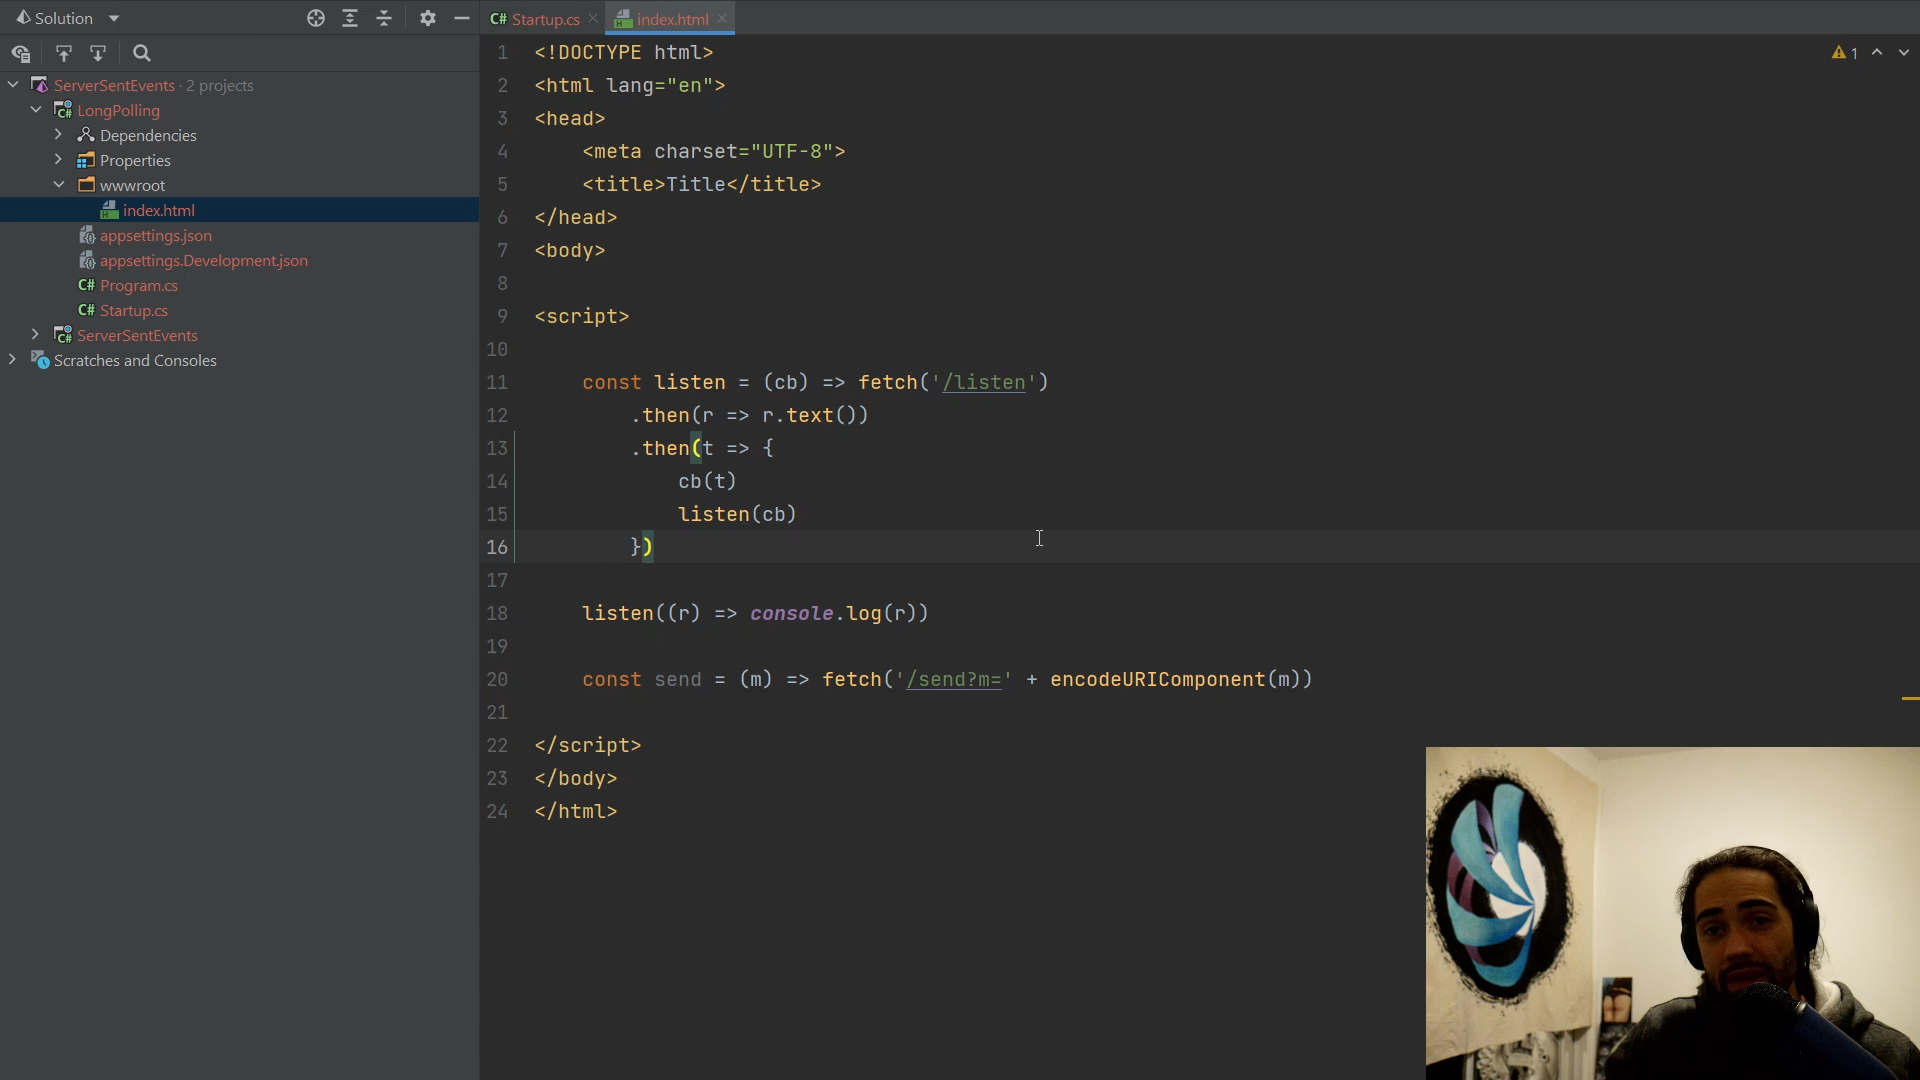 Solution
ServerSentEvents · 2 projects
LongPolling
Dependencies
Properties
wwwroot
index.html
appsettings.json
appsettings.Development.json
C# Program.cs
C# Startup.cs
ServerSentEvents
Scratches and Consoles
C# Startup.cs
index.html
1
1 <!DOCTYPE html>
2 <html lang="en">
3 <head>
4 <meta charset="UTF-8">
5 <title>Title</title>
6 </head>
7 <body>
8
9 <script>
10
11 const listen = (cb) => fetch('/listen')
12 .then(r => r.text())
13 .then(t => {
14 cb(t)
15 listen(cb)
16 })
17
18 listen((r) => console.log(r))
19
20 const send = (m) => fetch('/send?m=' + encodeURIComponent(m))
21
22 </script>
23 </body>
24 </html>